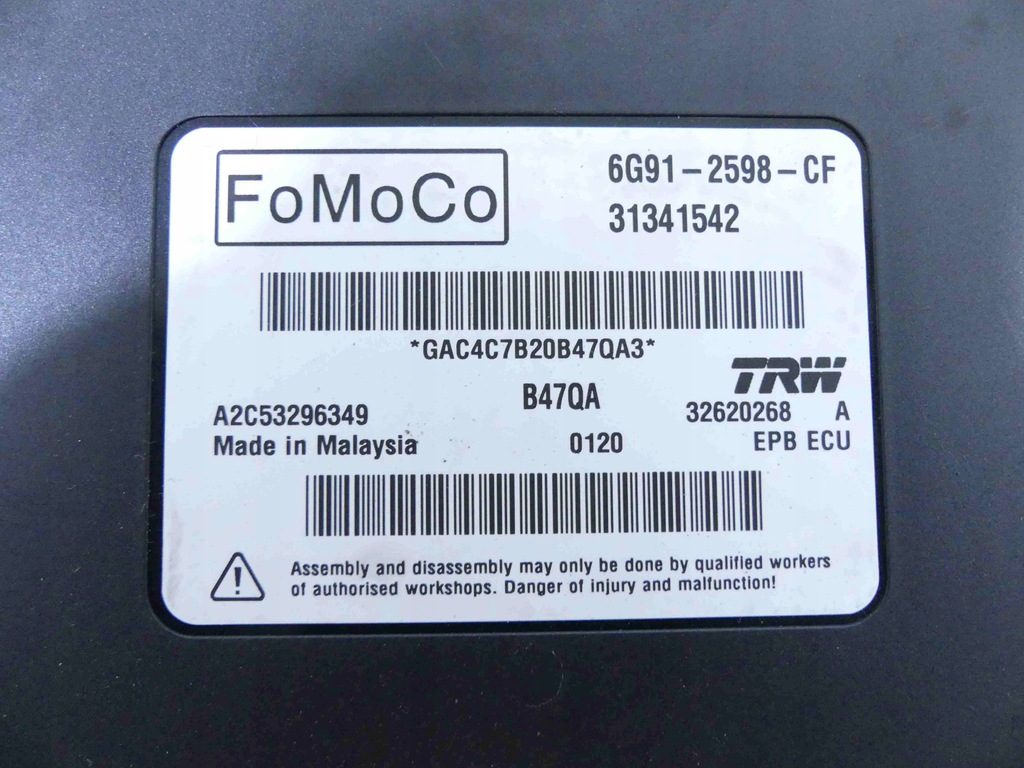 FoMoCo
6G91-2598-CF
31341542
*GAC4C7B20B47QA3*
TRW
B47QA
A2C53296349
32620268 A
Made in Malaysia
0120
EPB ECU
Assembly and disassembly may only be done by qualified workers
of authorised workshops. Danger of injury and malfunction!